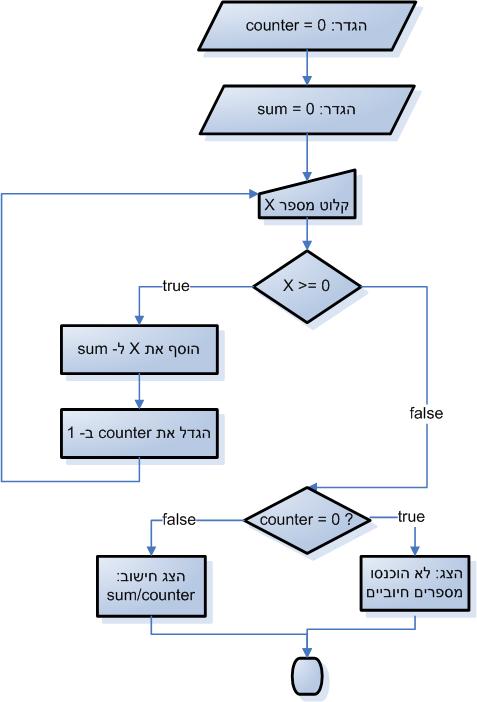 הגדר: counter = 0
הגדר: sum = 0
קלוט מספר X
X >= 0
true
הוסף את X ל- sum
הגדל את counter ב- 1
false
counter = 0 ?
false
true
הצג חישוב:
sum/counter
הצג: לא הוכנסו
מספרים חיוביים